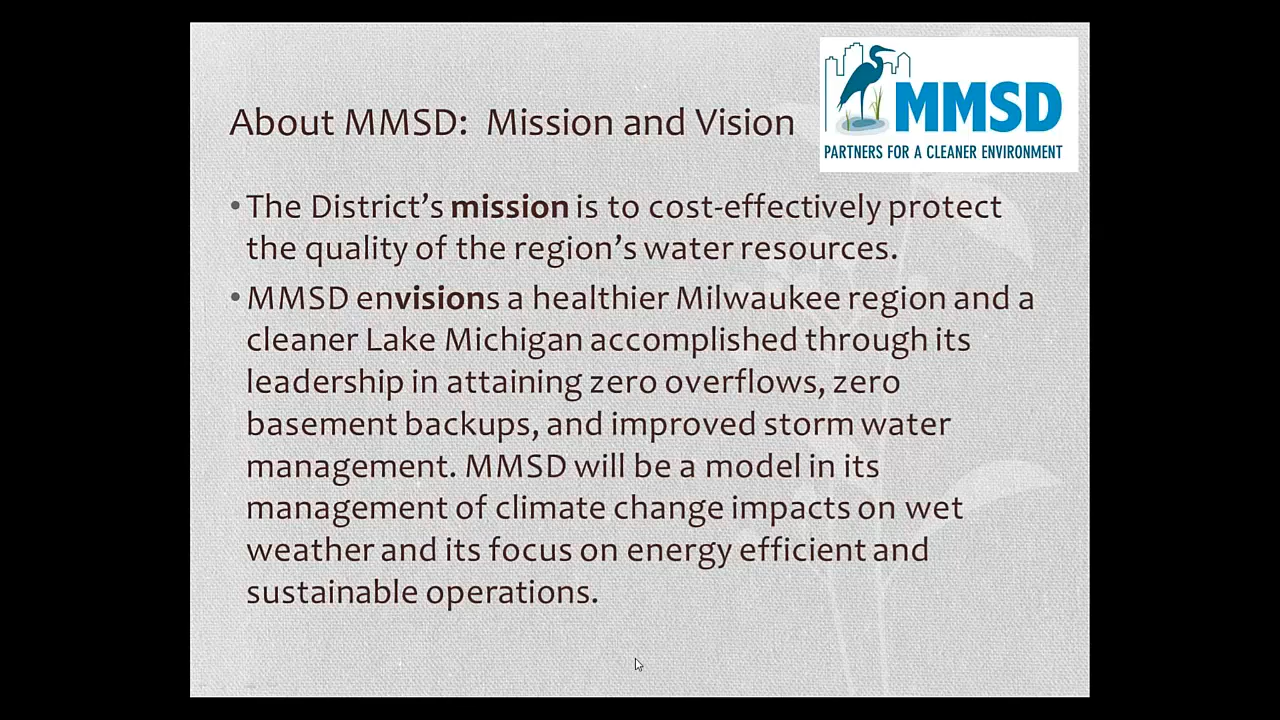 About MMSD:  Mission and Vision
MMSD
PARTNERS FOR A CLEANER ENVIRONMENT
•The District’s mission is to cost-effectively protect
the quality of the region’s water resources.
•MMSD envisions a healthier Milwaukee region and a
cleaner Lake Michigan accomplished through its
leadership in attaining zero overflows, zero
basement backups, and improved storm water
management. MMSD will be a model in its
management of climate change impacts on wet
weather and its focus on energy efficient and
sustainable operations.